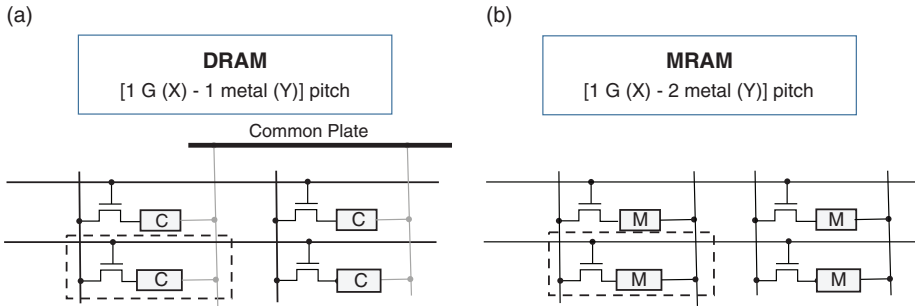 (a)
DRAM
[1 G (X) - 1 metal (Y)] pitch
Common Plate
C
C
C
C
(b)
MRAM
[1 G (X) - 2 metal (Y)] pitch
M
M
M
M